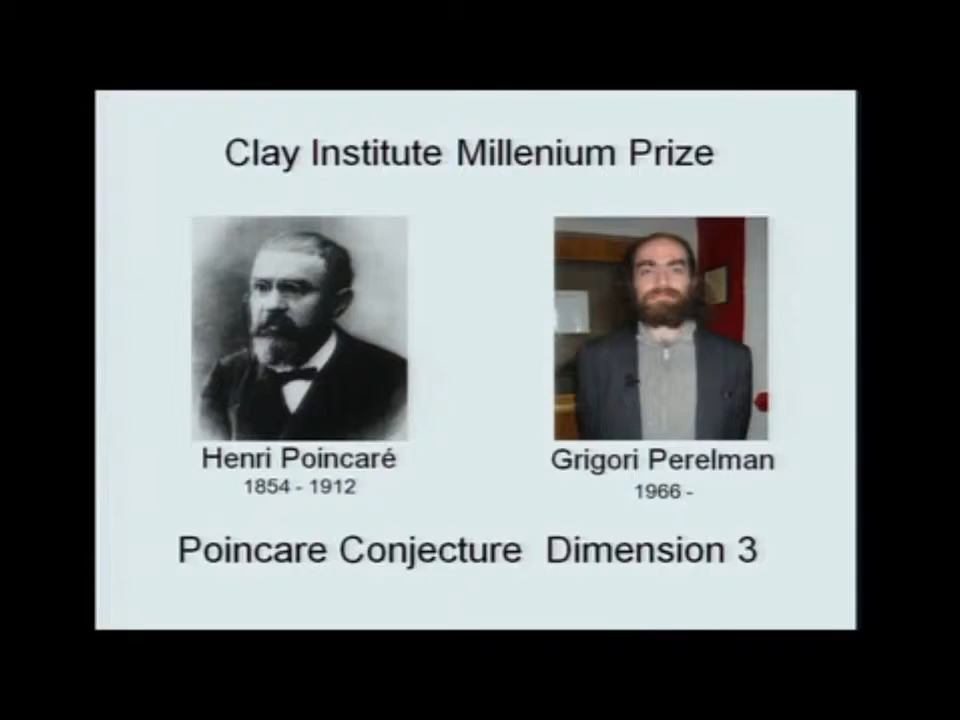 Clay Institute Millenium Prize
Henri Poincaré
1854 - 1912
Grigori Perelman
1966 -
Poincare Conjecture Dimension 3